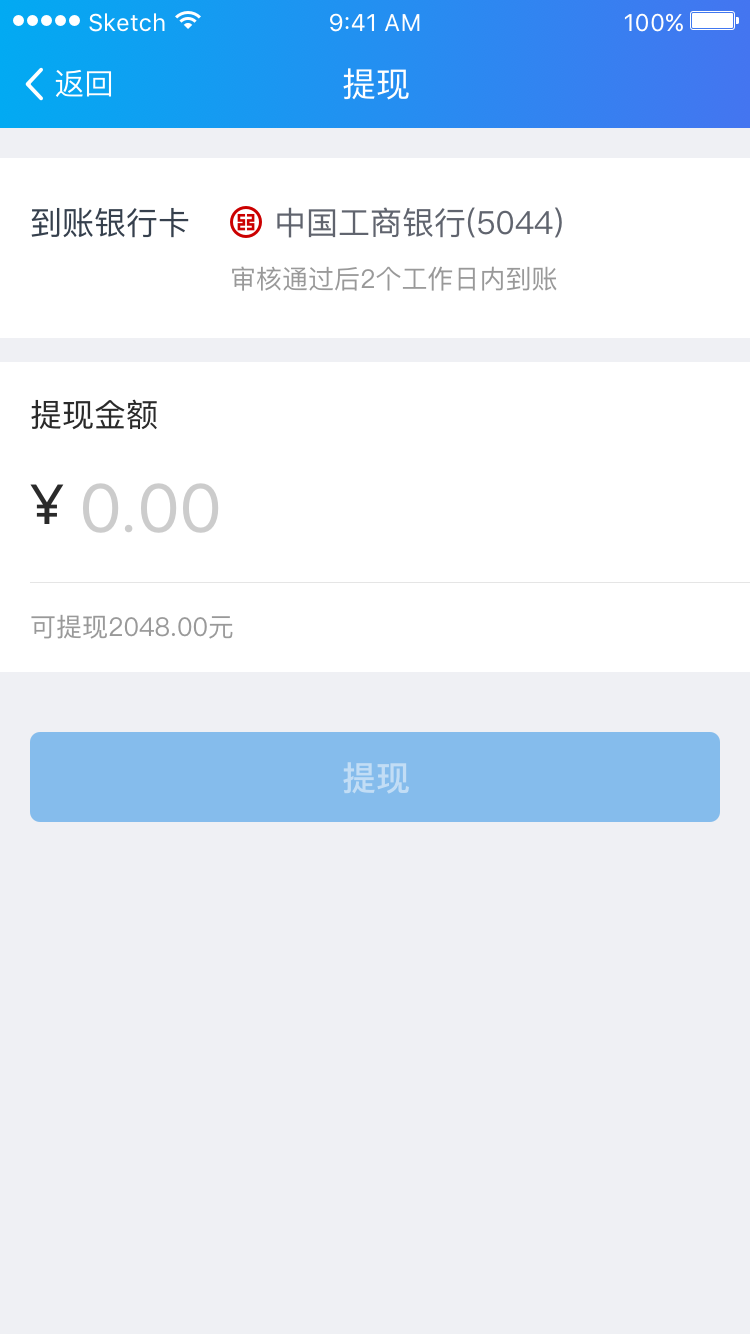 Sketch 9:41 AM 100%
返回 提现
到账银行卡 中国工商银行(5044)
审核通过后2个工作日内到账
提现金额
¥ 0.00
可提现2048.00元
提现